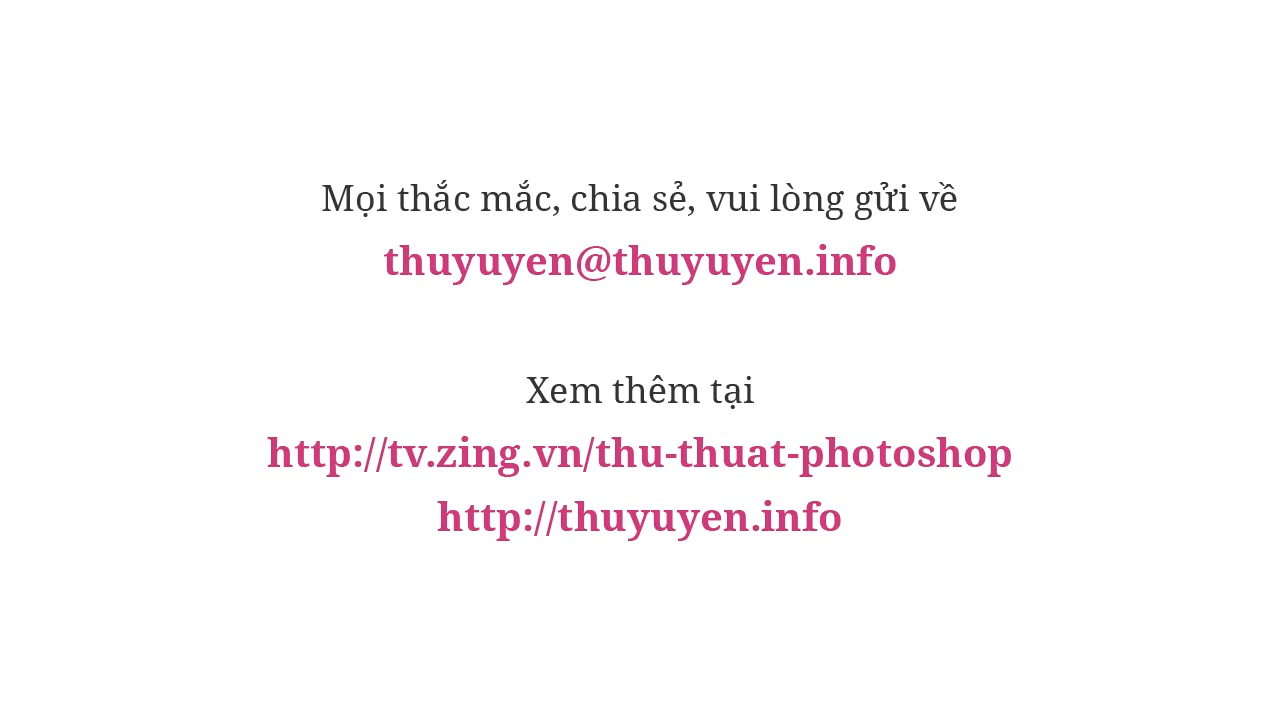 Mọi thắc mắc, chia sẻ, vui lòng gửi về
thuyuyen@thuyuyen.info
Xem thêm tại
http://tv.zing.vn/thu-thuat-photoshop
http://thuyuyen.info